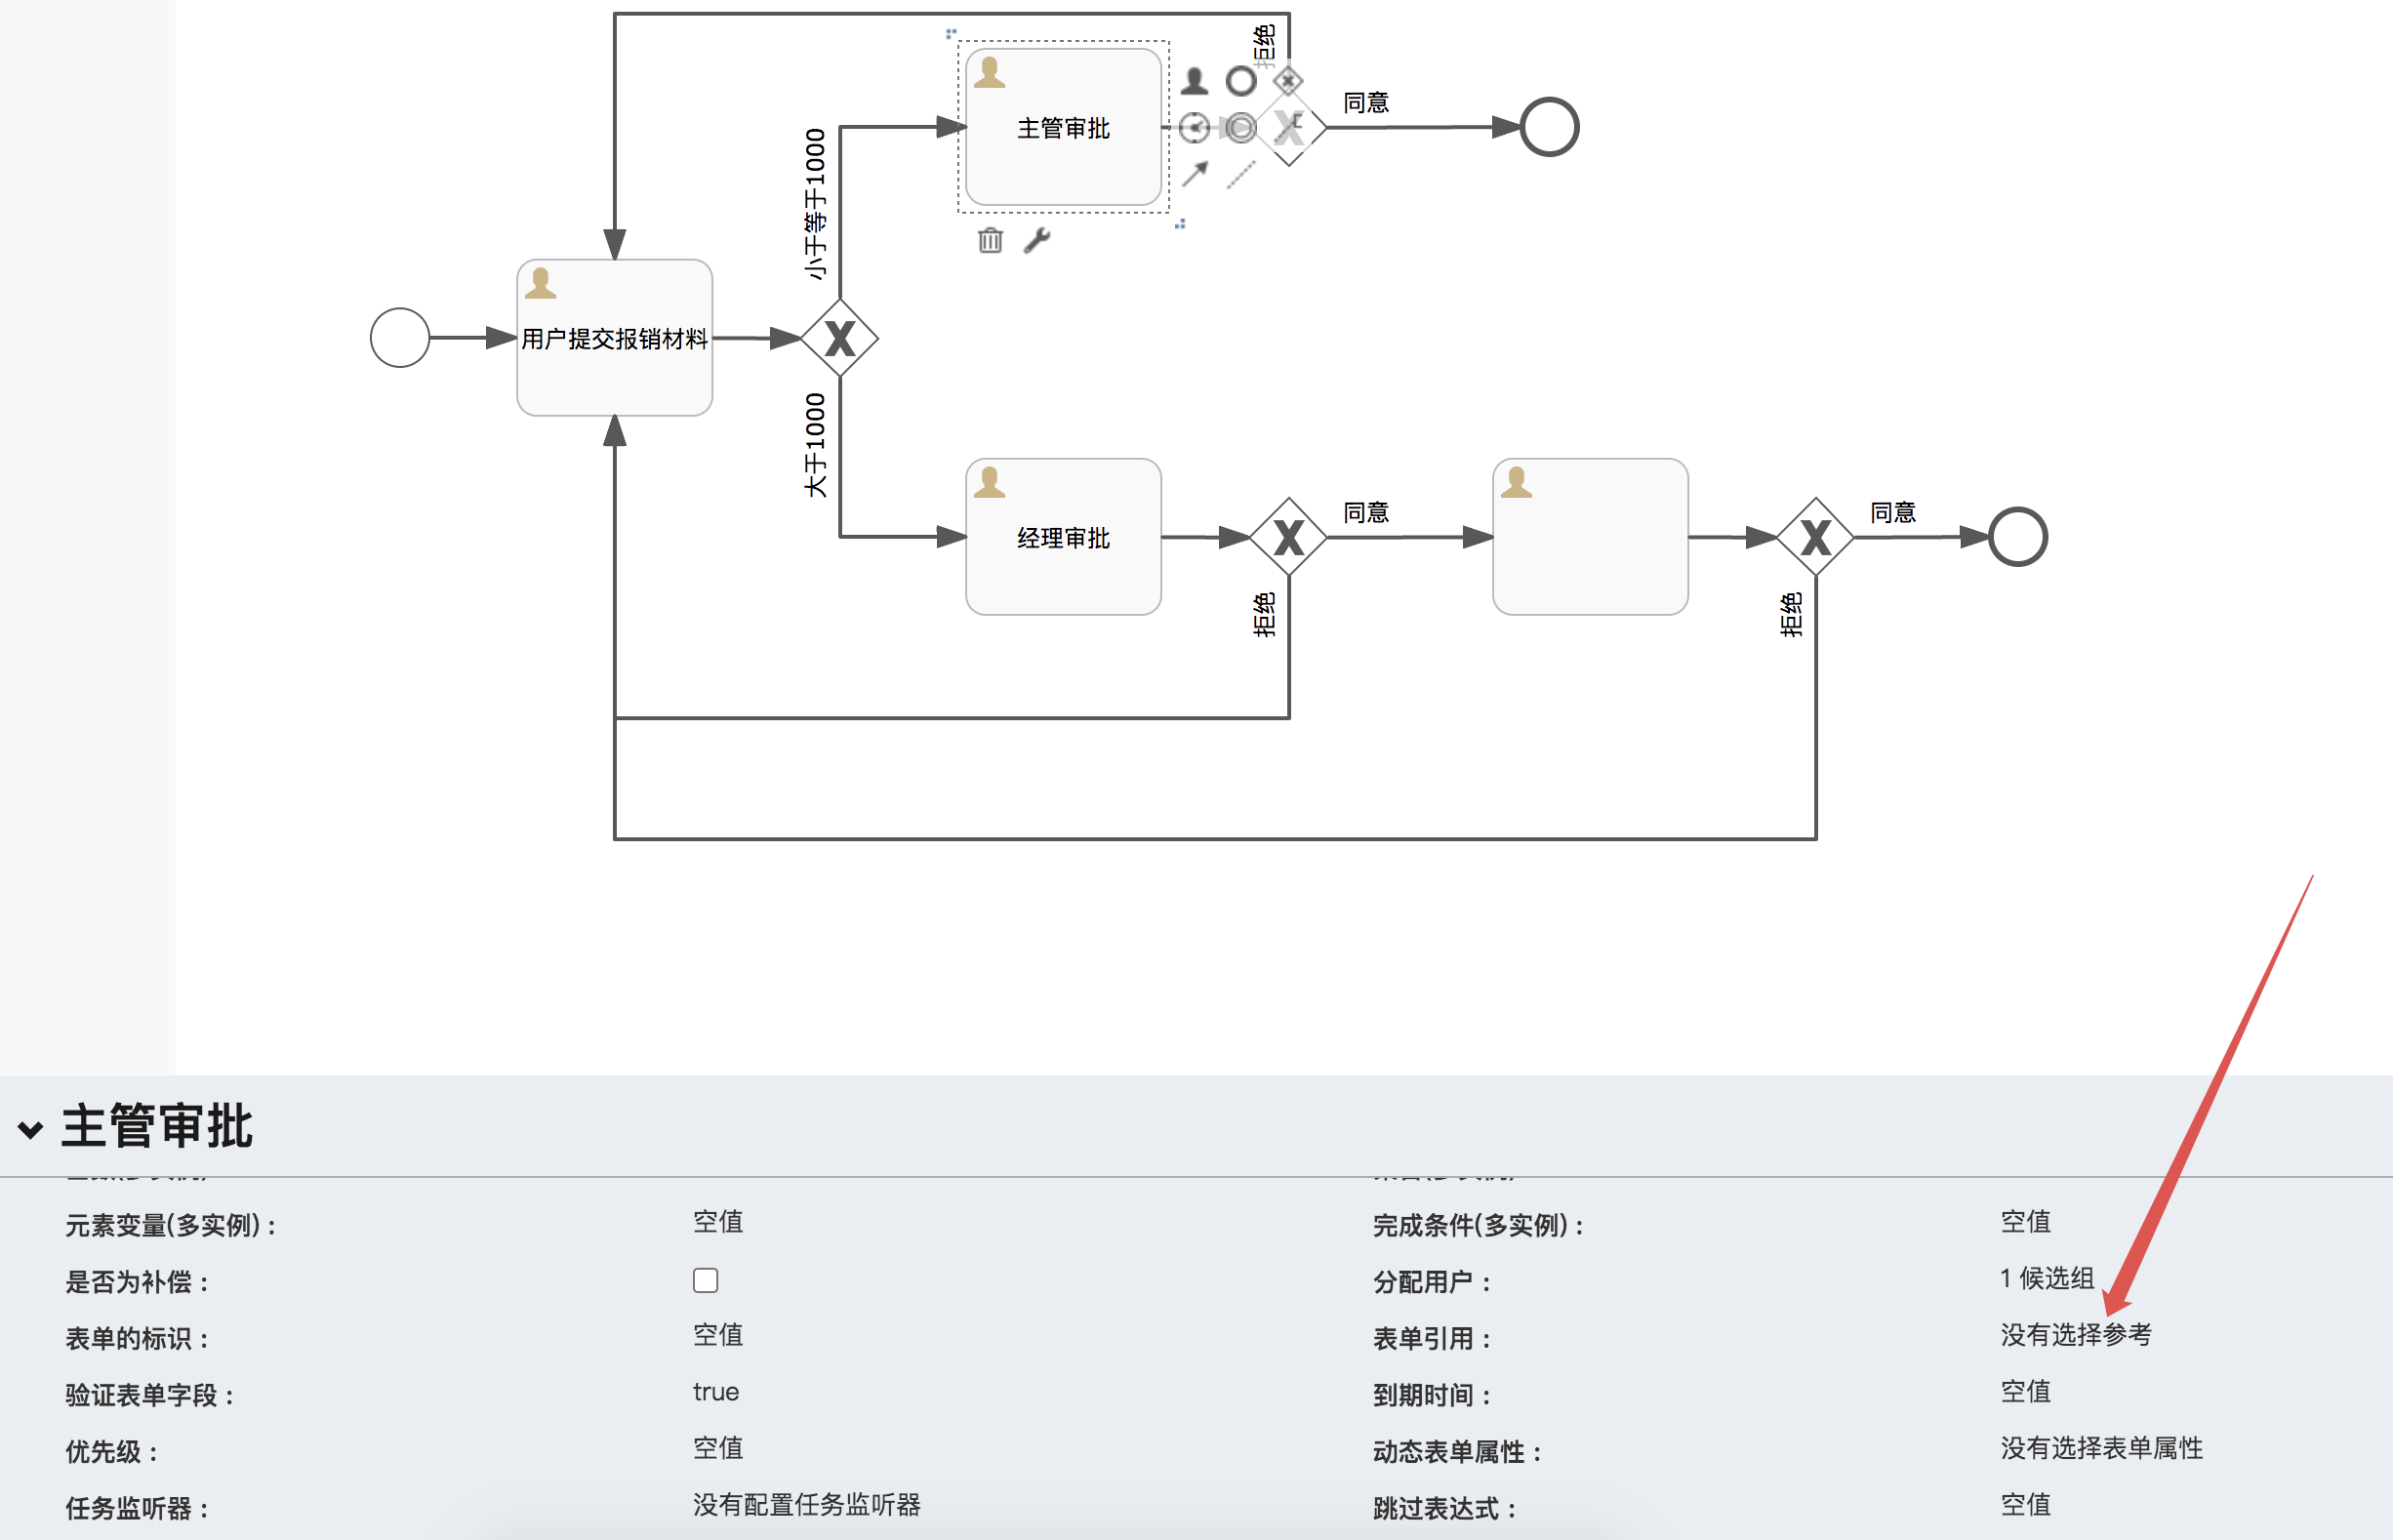 拒绝
同意
主管审批
小于等于1000
用户提交报销材料
大于1000
经理审批
同意
同意
拒绝
拒绝
主管审批
元素变量(多实例)： 空值 完成条件(多实例)： 空值
是否为补偿： 分配用户： 1 候选组
表单的标识： 空值 表单引用： 没有选择参考
验证表单字段： true 到期时间： 空值
优先级： 空值 动态表单属性： 没有选择表单属性
任务监听器： 没有配置任务监听器 跳过表达式： 空值